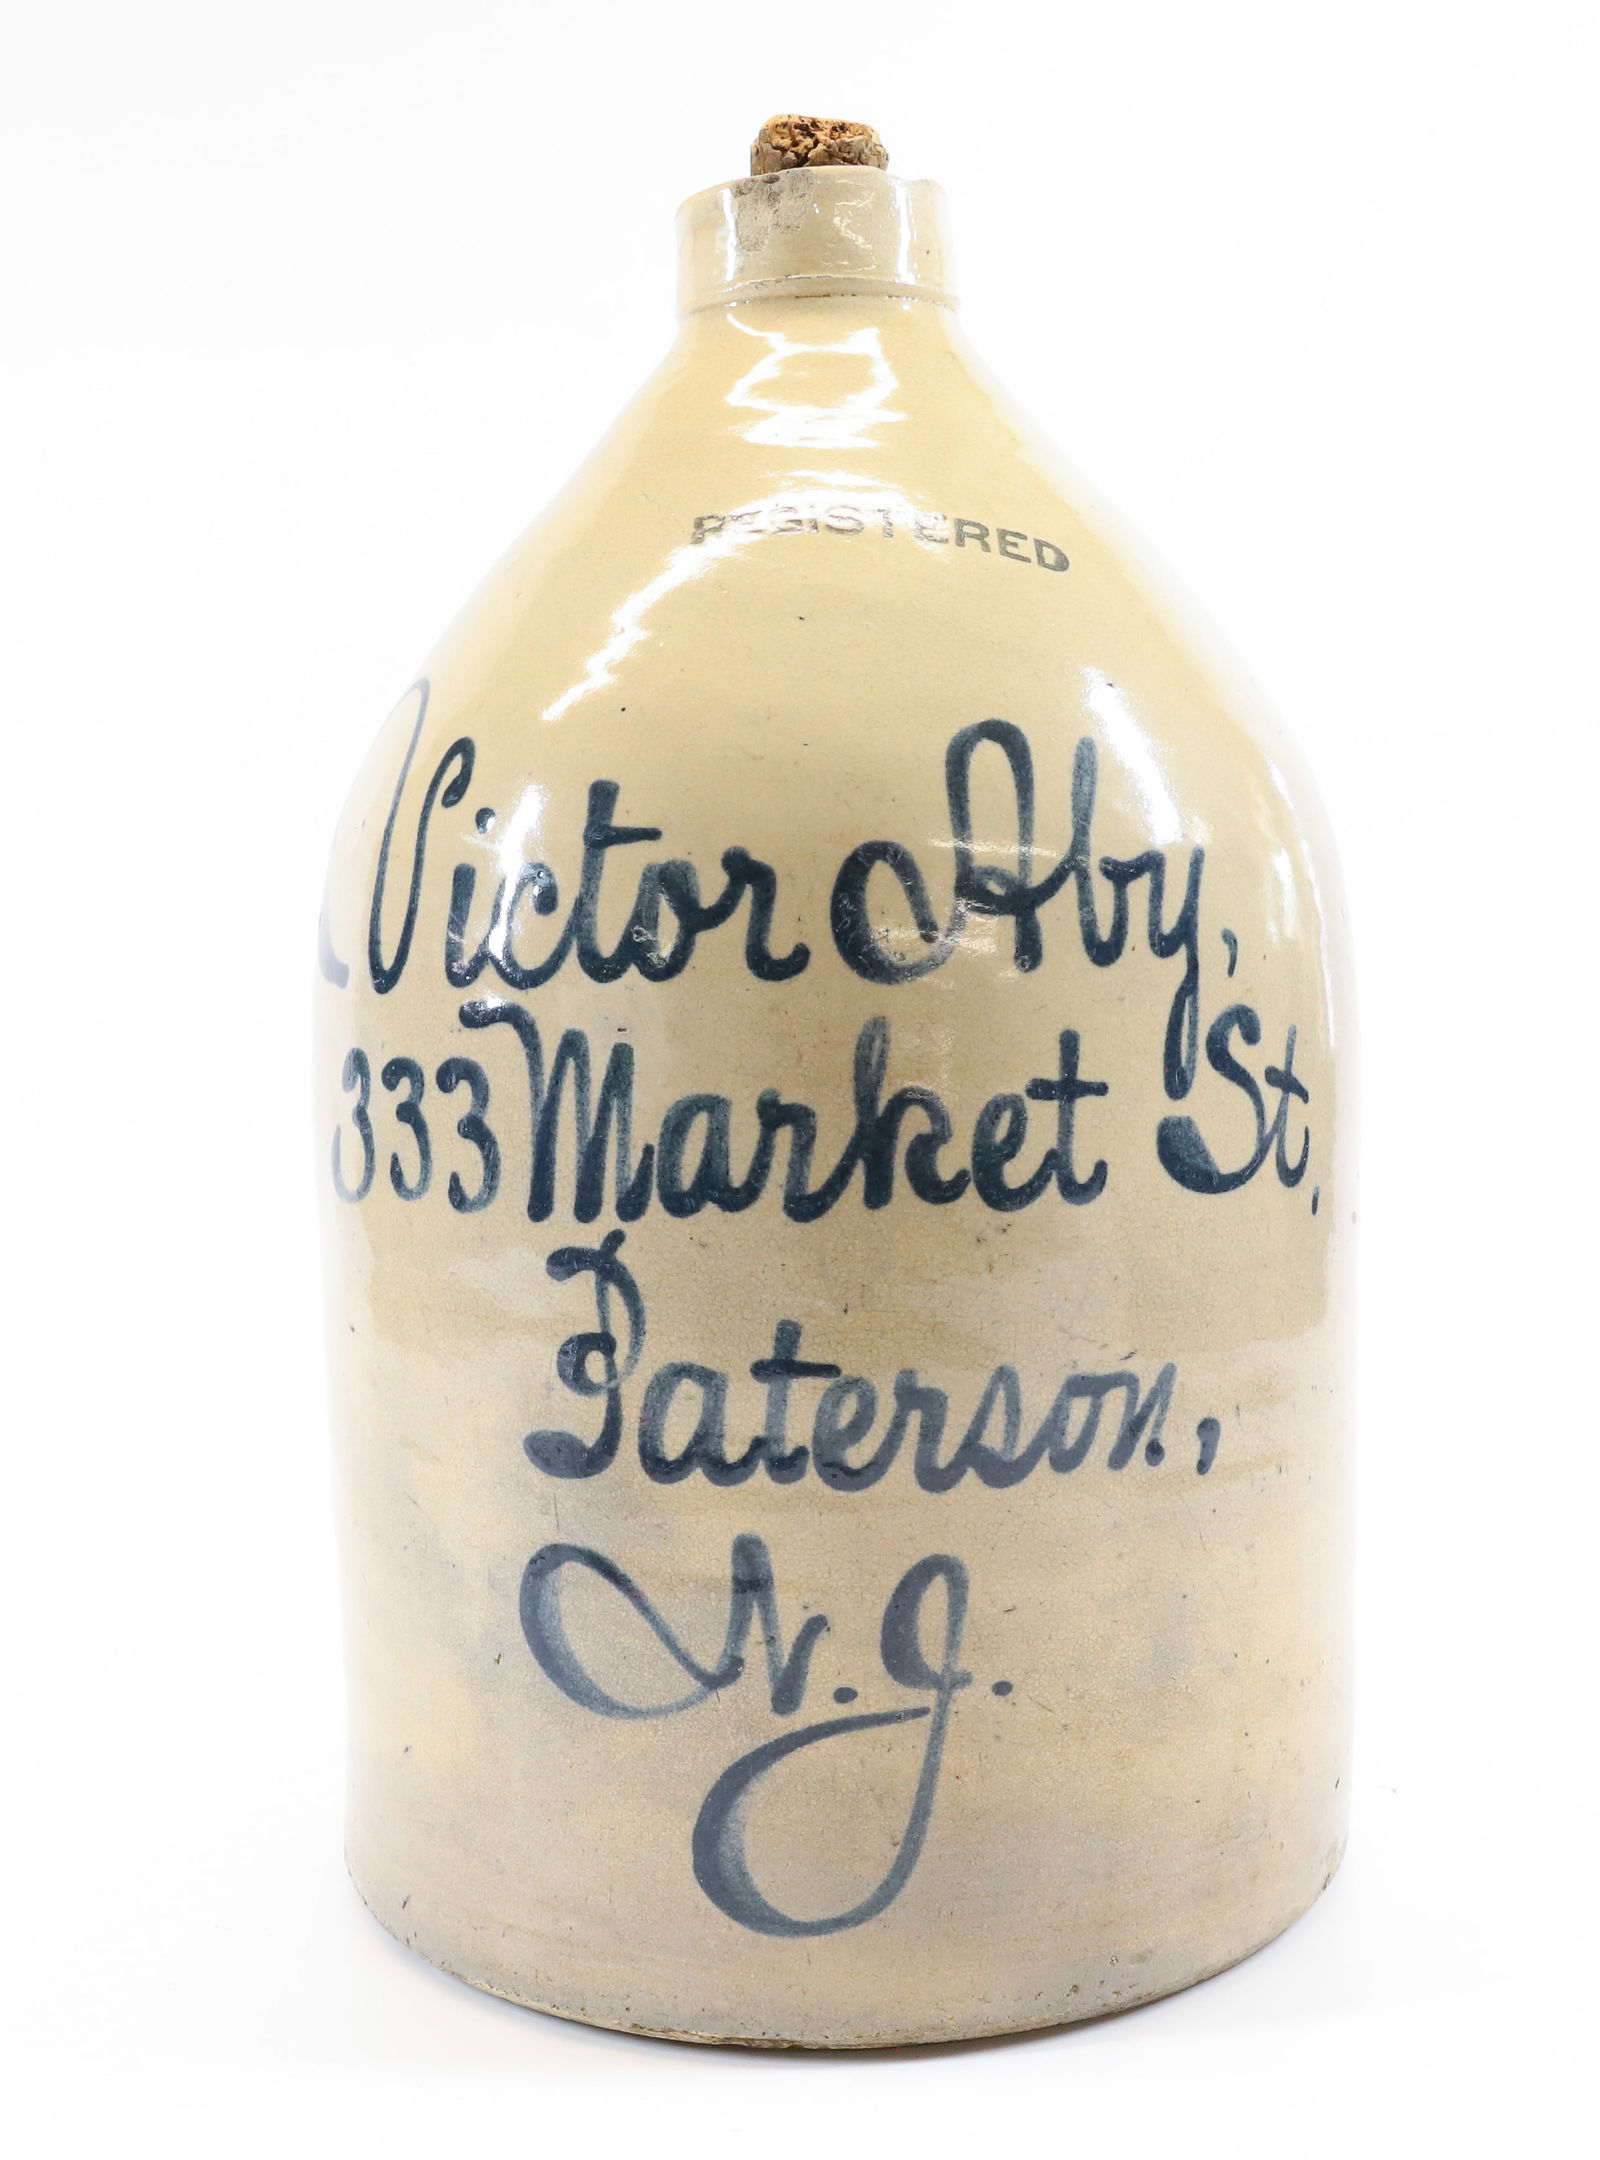 REGISTERED
Victor Aby,
333 Market St,
Paterson,
N.J.